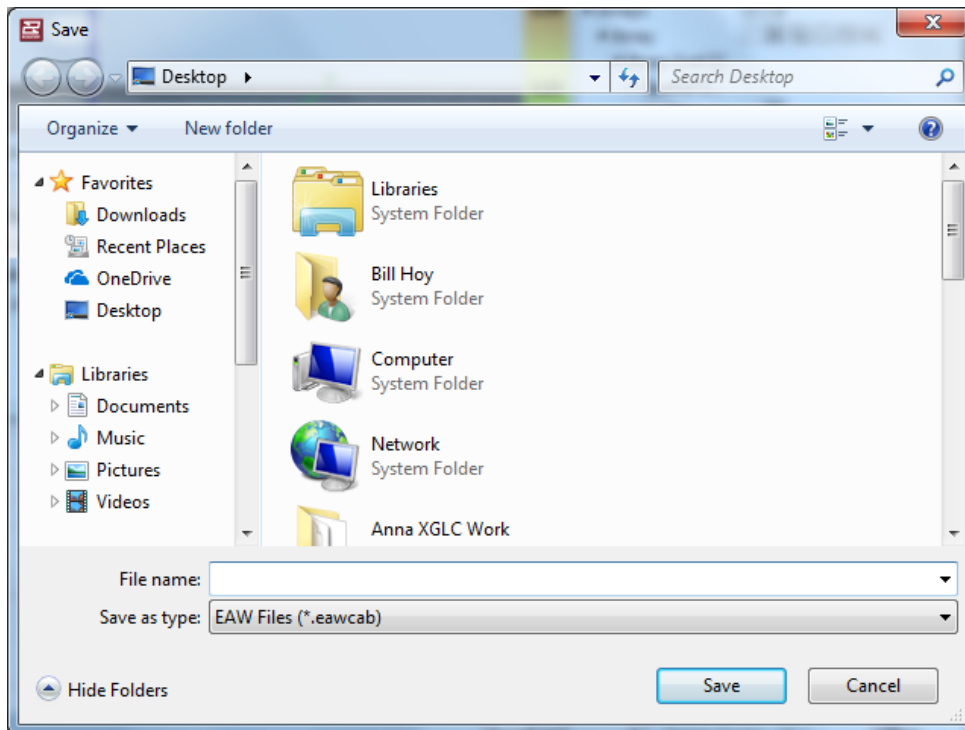 Save
Desktop
Search Desktop
Organize
New folder
Favorites
Downloads
Recent Places
OneDrive
Desktop
Libraries
Documents
Music
Pictures
Videos
Libraries
System Folder
Bill Hoy
System Folder
Computer
System Folder
Network
System Folder
Anna XGLC Work
File name:
Save as type: EAW Files (*.eawcab)
Hide Folders
Save
Cancel